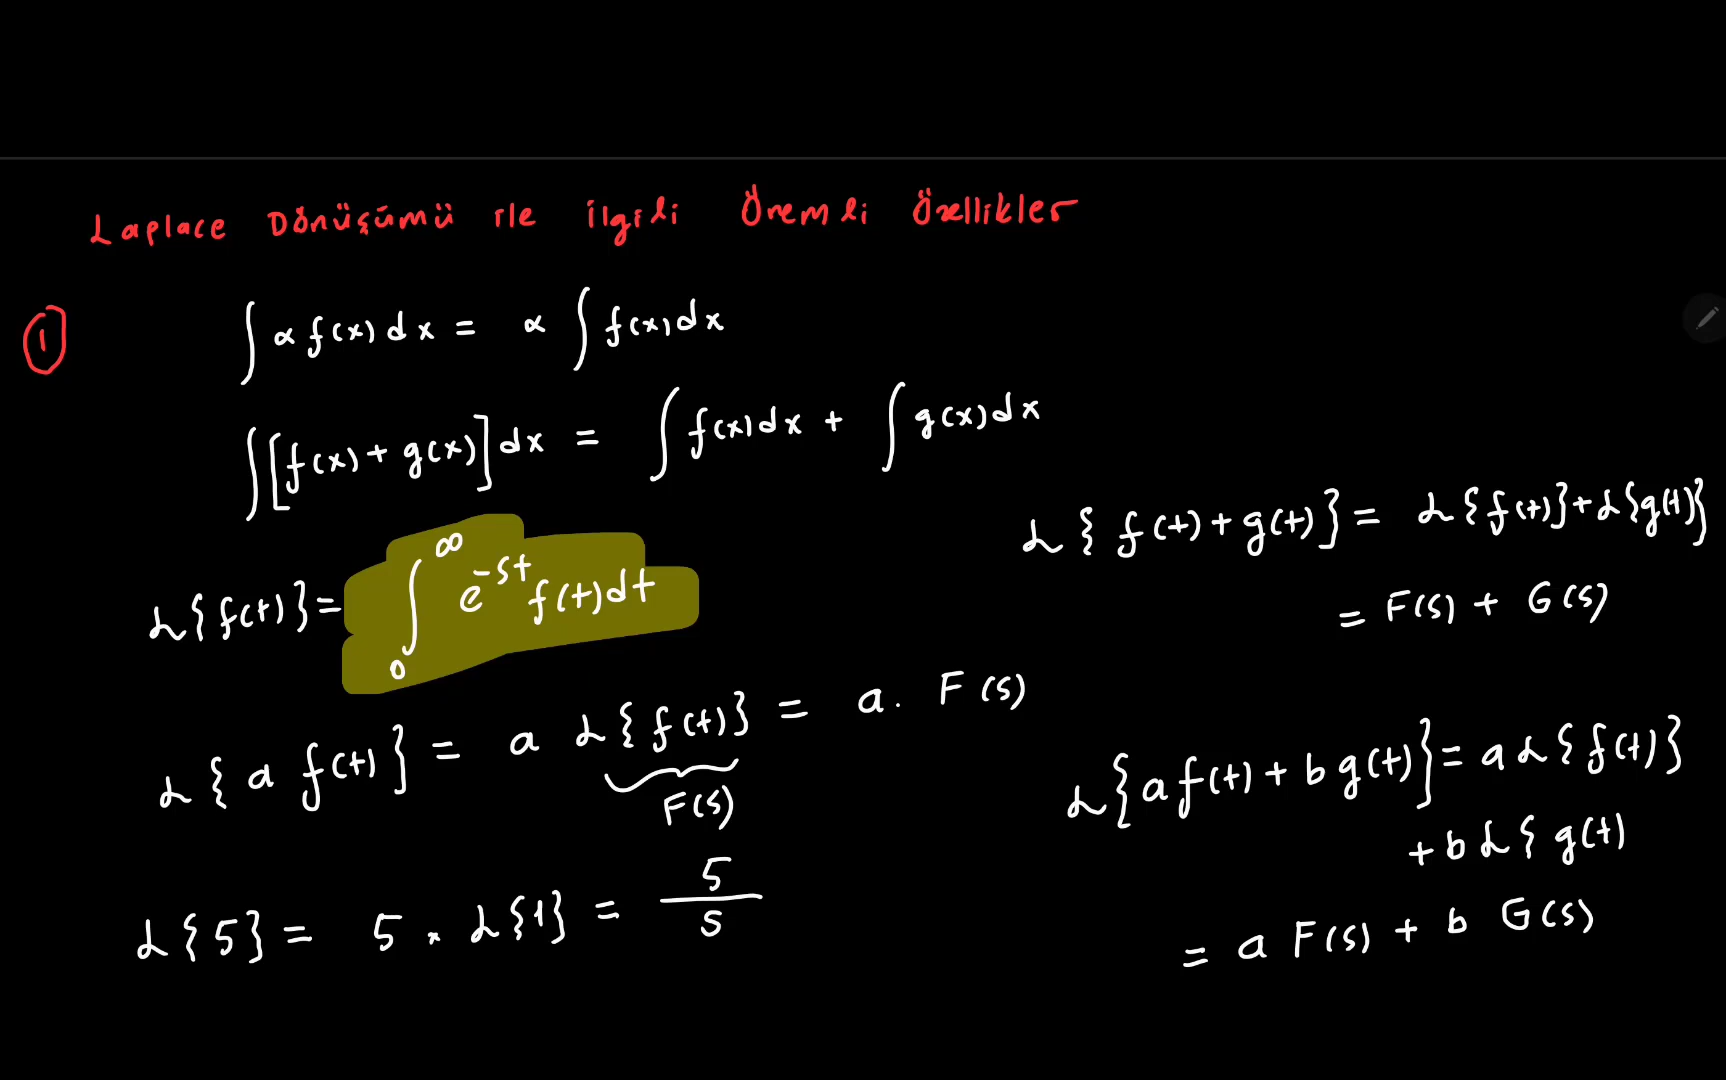 Laplace Dönüşümü ile ilgili Önemli Özellikler
① ∫ α f(x) dx = α ∫ f(x) dx
∫ [f(x) + g(x)] dx = ∫ f(x) dx + ∫ g(x) dx
ℒ{f(t)} = ∫₀^∞ e^{-st} f(t) dt
ℒ{a f(t)} = a ℒ{f(t)} = a . F(s)
F(s)
ℒ{5} = 5 . ℒ{1} = 5/s
ℒ{f(t) + g(t)} = ℒ{f(t)} + ℒ{g(t)}
= F(s) + G(s)
ℒ{a f(t) + b g(t)} = a ℒ{f(t)}
+ b ℒ{g(t)
= a F(s) + b G(s)